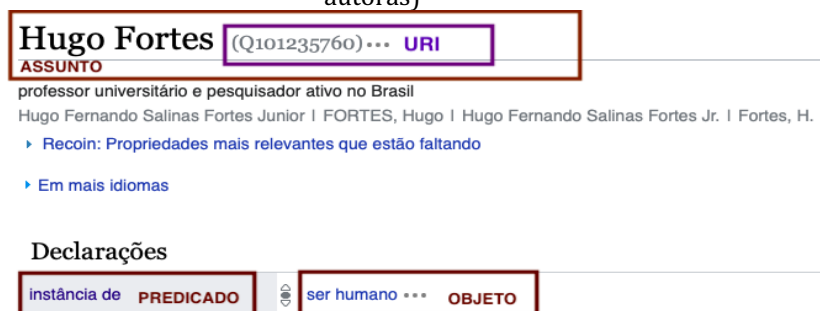 autoras)
Hugo Fortes (Q101235760)••• URI
ASSUNTO
professor universitário e pesquisador ativo no Brasil
Hugo Fernando Salinas Fortes Junior | FORTES, Hugo | Hugo Fernando Salinas Fortes Jr. | Fortes, H.
Recoin: Propriedades mais relevantes que estão faltando
Em mais idiomas
Declarações
instância de PREDICADO ser humano ••• OBJETO